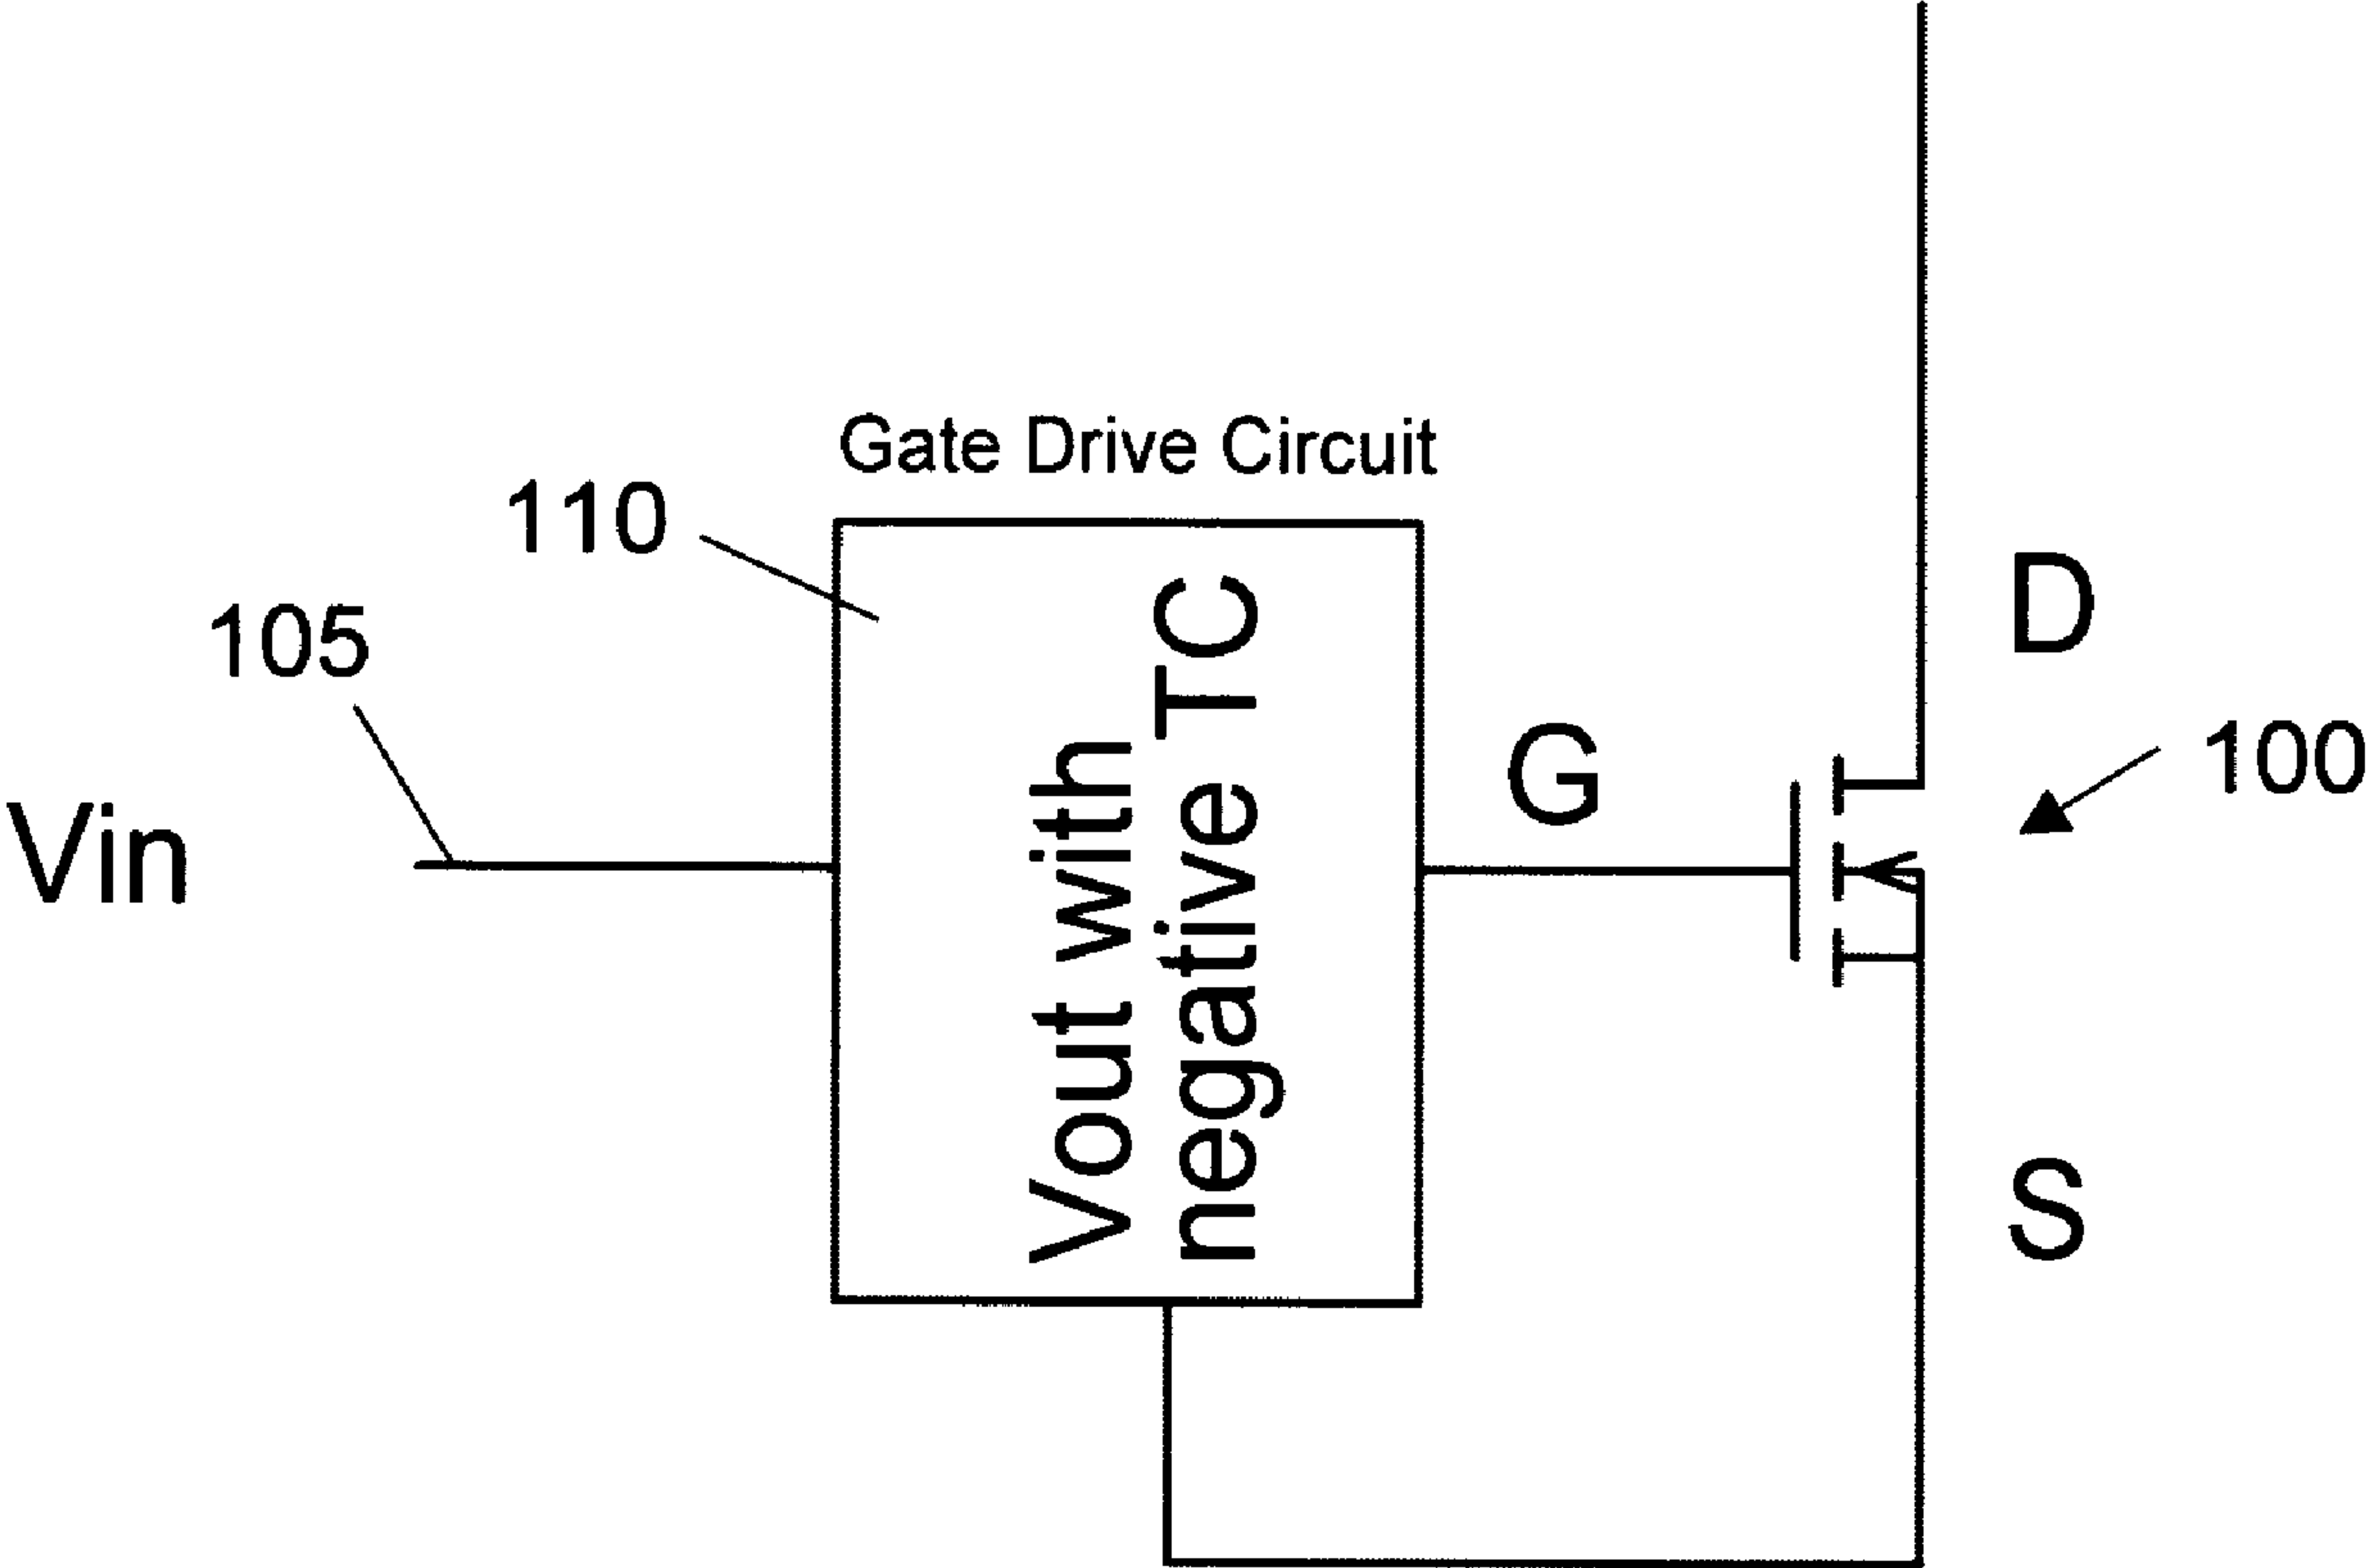 Gate Drive Circuit
110
105
D
Vout with
negative TC
G
100
Vin
S